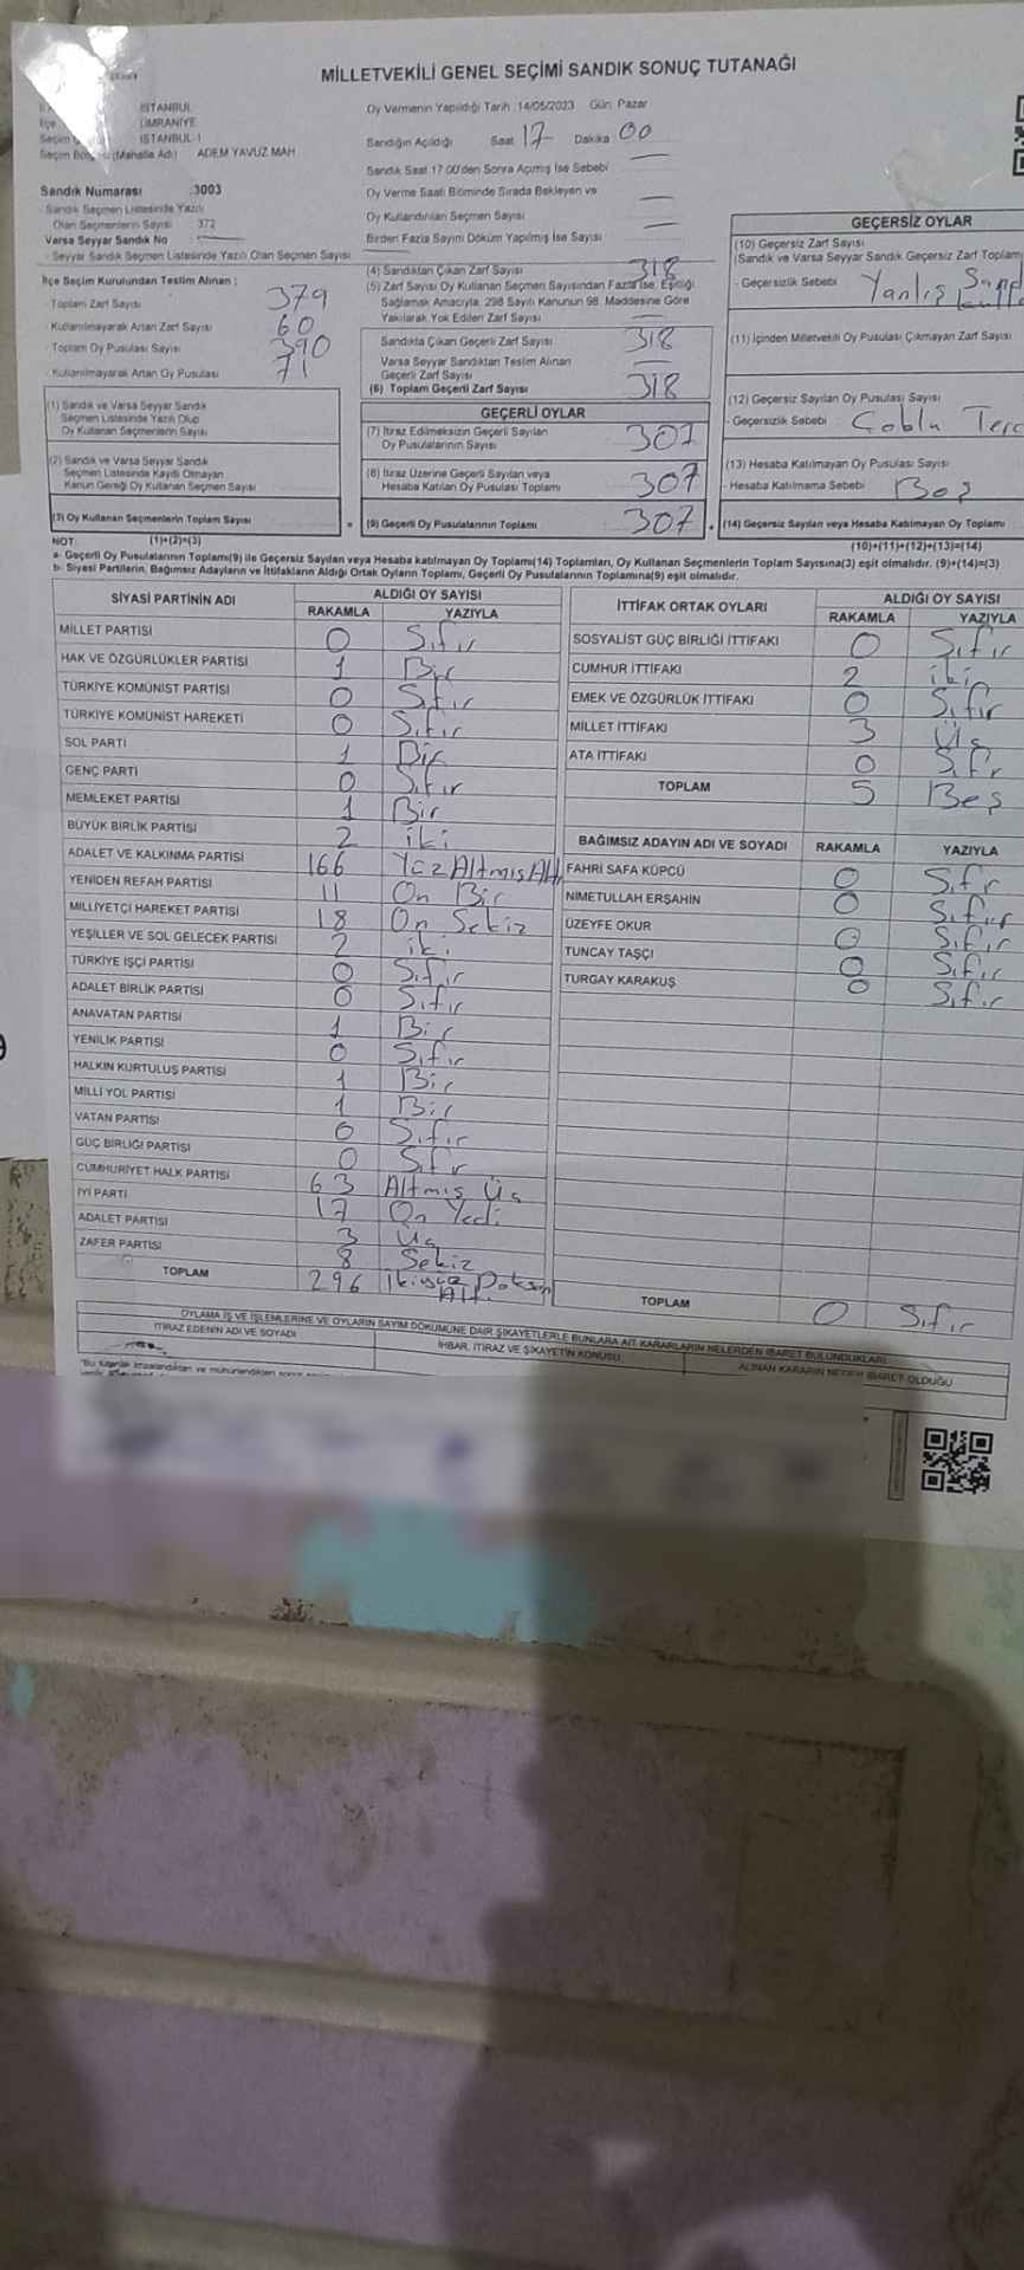 MİLLETVEKİLİ GENEL SEÇİMİ SANDIK SONUÇ TUTANAĞI
İSTANBUL
ÜMRANİYE
İSTANBUL-1
(Mahalle Adı) ADEM YAVUZ MAH
Sandık Numarası :3003
Sandık Seçmen Listesinde Yazılı
Olan Seçmenlerin Sayısı 372
Varsa Seyyar Sandık No
- Seyyar Sandık Seçmen Listesinde Yazılı Olan Seçmen Sayısı
İlçe Seçim Kurulundan Teslim Alınan :
- Toplam Zarf Sayısı 379
- Kullanılmayarak Artan Zarf Sayısı 60
- Toplam Oy Pusulası Sayısı 390
- Kullanılmayarak Artan Oy Pusulası 71
(1) Sandık ve Varsa Seyyar Sandık
Seçmen Listesinde Yazılı Olup
Oy Kullanan Seçmenlerin Sayısı
(2) Sandık ve Varsa Seyyar Sandık
Seçmen Listesinde Kayıtlı Olmayan
Kanun Gereği Oy Kullanan Seçmen Sayısı
(3) Oy Kullanan Seçmenlerin Toplam Sayısı
Oy Vermenin Yapıldığı Tarih :14/05/2023 Gün: Pazar
Sandığın Açıldığı Saat 17 Dakika 00
Sandık Saat 17:00'den Sonra Açımış İse Sebebi —
Oy Verme Saati Bitiminde Sırada Bekleyen ve
Oy Kullandırılan Seçmen Sayısı —
Birden Fazla Sayım Döküm Yapılmış İse Sayısı —
(4) Sandıktan Çıkan Zarf Sayısı 318
(5) Zarf Sayısı Oy Kullanan Seçmen Sayısından Fazla İse, Eşitliği
Sağlamak Amacıyla, 298 Sayılı Kanunun 98. Maddesine Göre
Yakılarak Yok Edilen Zarf Sayısı —
Sandıkta Çıkan Geçerli Zarf Sayısı 318
Varsa Seyyar Sandıktan Teslim Alınan
Geçerli Zarf Sayısı —
(6) Toplam Geçerli Zarf Sayısı 318
GEÇERLİ OYLAR
(7) İtiraz Edilmeksizin Geçerli Sayılan
Oy Pusulalarının Sayısı 307
(8) İtiraz Üzerine Geçerli Sayılan veya
Hesaba Katılan Oy Pusulası Toplamı 307
= (9) Geçerli Oy Pusulalarının Toplamı 307
GEÇERSİZ OYLAR
(10) Geçersiz Zarf Sayısı
(Sandık ve Varsa Seyyar Sandık Geçersiz Zarf Toplam
- Geçersizlik Sebebi Yanlış
(11) İçinden Milletvekili Oy Pusulası Çıkmayan Zarf Sayısı
(12) Geçersiz Sayılan Oy Pusulası Sayısı
- Geçersizlik Sebebi Çoblu Terc
(13) Hesaba Katılmayan Oy Pusulası Sayısı
- Hesaba Katılmama Sebebi Boş
+ (14) Geçersiz Sayılan veya Hesaba Katılmayan Oy Toplamı
NOT: (1)+(2)=(3)
(10)+(11)+(12)+(13)=(14)
a- Geçerli Oy Pusulalarının Toplamı(9) ile Geçersiz Sayılan veya Hesaba katılmayan Oy Toplamı(14) Toplamları, Oy Kullanan Seçmenlerin Toplam Sayısına(3) eşit olmalıdır. (9)+(14)=(3)
b- Siyasi Partilerin, Bağımsız Adayların ve İttifakların Aldığı Ortak Oyların Toplamı, Geçerli Oy Pusulalarının Toplamına(9) eşit olmalıdır.
SİYASİ PARTİNİN ADI ALDIĞI OY SAYISI
RAKAMLA YAZIYLA
MİLLET PARTİSİ 0 Sıfır
HAK VE ÖZGÜRLÜKLER PARTİSİ 1 Bir
TÜRKİYE KOMÜNİST PARTİSİ 0 Sıfır
TÜRKİYE KOMÜNİST HAREKETİ 0 Sıfır
SOL PARTİ 1 Bir
GENÇ PARTİ 0 Sıfır
MEMLEKET PARTİSİ 1 Bir
BÜYÜK BİRLİK PARTİSİ 2 iki
ADALET VE KALKINMA PARTİSİ 166 Yüz Altmış Altı
YENİDEN REFAH PARTİSİ 11 On Bir
MİLLİYETÇİ HAREKET PARTİSİ 18 On Sekiz
YEŞİLLER VE SOL GELECEK PARTİSİ 2 iki
TÜRKİYE İŞÇİ PARTİSİ 0 Sıfır
ADALET BİRLİK PARTİSİ 0 Sıfır
ANAVATAN PARTİSİ 1 Bir
YENİLİK PARTİSİ 0 Sıfır
HALKIN KURTULUŞ PARTİSİ 1 Bir
MİLLİ YOL PARTİSİ 1 Bir
VATAN PARTİSİ 0 Sıfır
GÜÇ BİRLİĞİ PARTİSİ 0 Sıfır
CUMHURİYET HALK PARTİSİ 63 Altmış Üç
İYİ PARTİ 17 On Yedi
ADALET PARTİSİ 3 Üç
ZAFER PARTİSİ 8 Sekiz
TOPLAM 296 İkiyüz Doksan
Altı
İTTİFAK ORTAK OYLARI ALDIĞI OY SAYISI
RAKAMLA YAZIYLA
SOSYALİST GÜÇ BİRLİĞİ İTTİFAKI 0 Sıfır
CUMHUR İTTİFAKI 2 iki
EMEK VE ÖZGÜRLÜK İTTİFAKI 0 Sıfır
MİLLET İTTİFAKI 3 Üç
ATA İTTİFAKI 0 Sıfır
TOPLAM 5 Beş
BAĞIMSIZ ADAYIN ADI VE SOYADI RAKAMLA YAZIYLA
FAHRİ SAFA KÜPCÜ 0 Sıfır
NİMETULLAH ERŞAHİN 0 Sıfır
ÜZEYFE OKUR 0 Sıfır
TUNCAY TAŞÇI 0 Sıfır
TURGAY KARAKUŞ 0 Sıfır
TOPLAM 0 Sıfır
OYLAMA İŞ VE İŞLEMLERİNE VE OYLARIN SAYIM DÖKÜMÜNE DAİR ŞİKAYETLERLE BUNLARA AİT KARARLARIN NELERDEN İBARET BULUNDUKLARI
İTİRAZ EDENİN ADI VE SOYADI İHBAR, İTİRAZ VE ŞİKAYETİN KONUSU ALINAN KARARIN NEDEN İBARET OLDUĞU